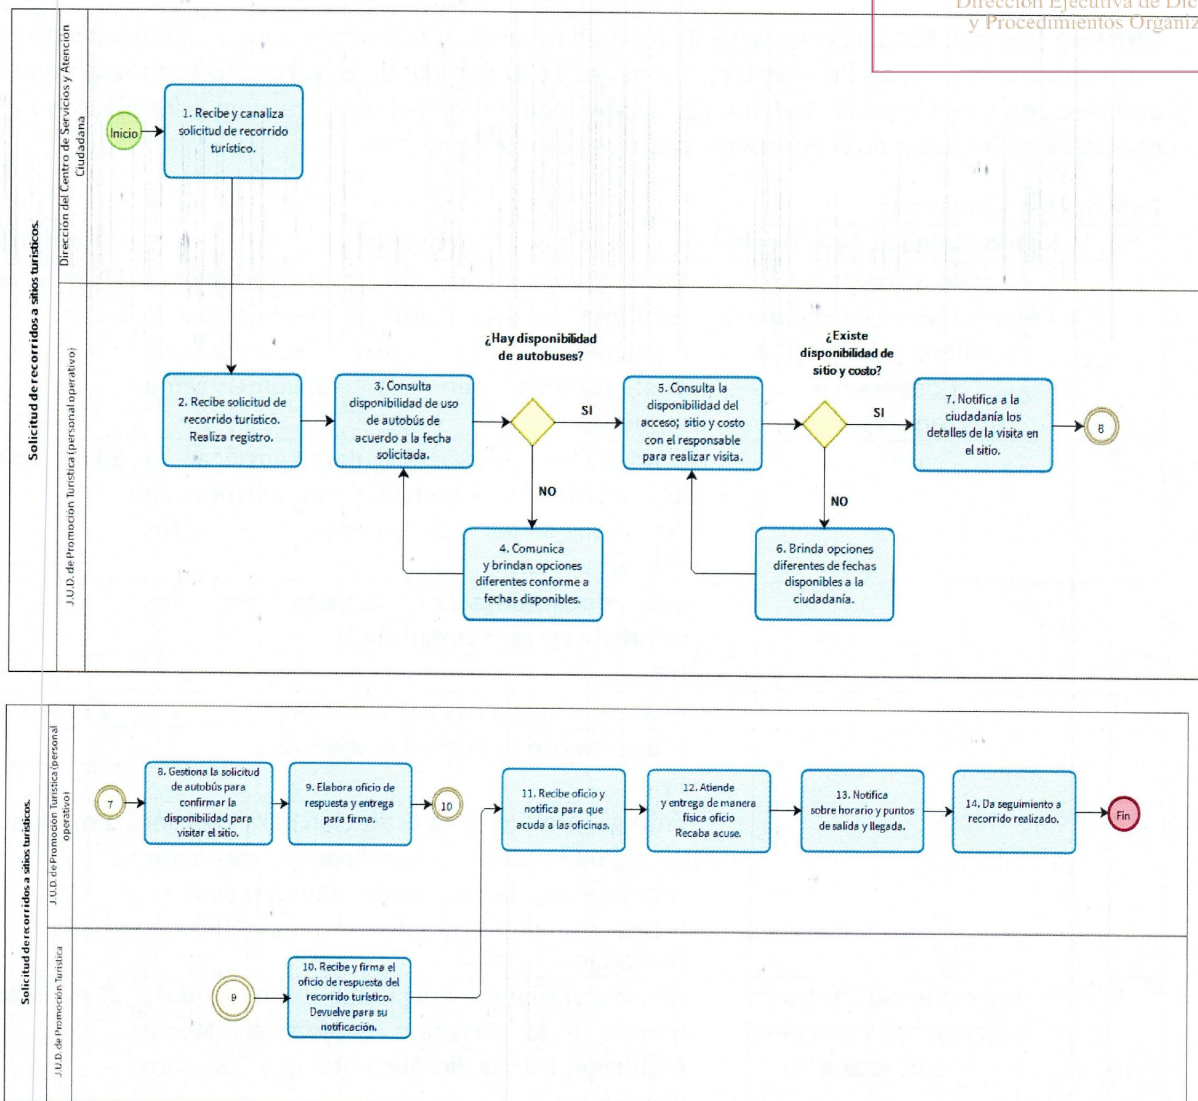 Dirección Ejecutiva de Dic
y Procedimientos Organiz
Solicitud de recorridos a sitios turísticos.
Dirección del Centro de Servicios y Atención
Ciudadana
Inicio
1. Recibe y canaliza
solicitud de recorrido
turístico.
J.U.D. de Promoción Turística (personal operativo)
2. Recibe solicitud de
recorrido turístico.
Realiza registro.
3. Consulta
disponibilidad de uso
de autobús de
acuerdo a la fecha
solicitada.
¿Hay disponibilidad
de autobuses?
SI
NO
4. Comunica
y brindan opciones
diferentes conforme a
fechas disponibles.
5. Consulta la
disponibilidad del
acceso; sitio y costo
con el responsable
para realizar visita.
¿Existe
disponibilidad de
sitio y costo?
SI
NO
6. Brinda opciones
diferentes de fechas
disponibles a la
ciudadanía.
7. Notifica a la
ciudadanía los
detalles de la visita en
el sitio.
8
Solicitud de recorridos a sitios turísticos.
J.U.D. de Promoción Turística (personal
operativo)
7
8. Gestiona la solicitud
de autobús para
confirmar la
disponibilidad para
visitar el sitio.
9. Elabora oficio de
respuesta y entrega
para firma.
10
11. Recibe oficio y
notifica para que
acuda a las oficinas.
12. Atiende
y entrega de manera
física oficio
Recaba acuse.
13. Notifica
sobre horario y puntos
de salida y llegada.
14. Da seguimiento a
recorrido realizado.
Fin
J.U.D. de Promoción Turística
9
10. Recibe y firma el
oficio de respuesta del
recorrido turístico.
Devuelve para su
notificación.